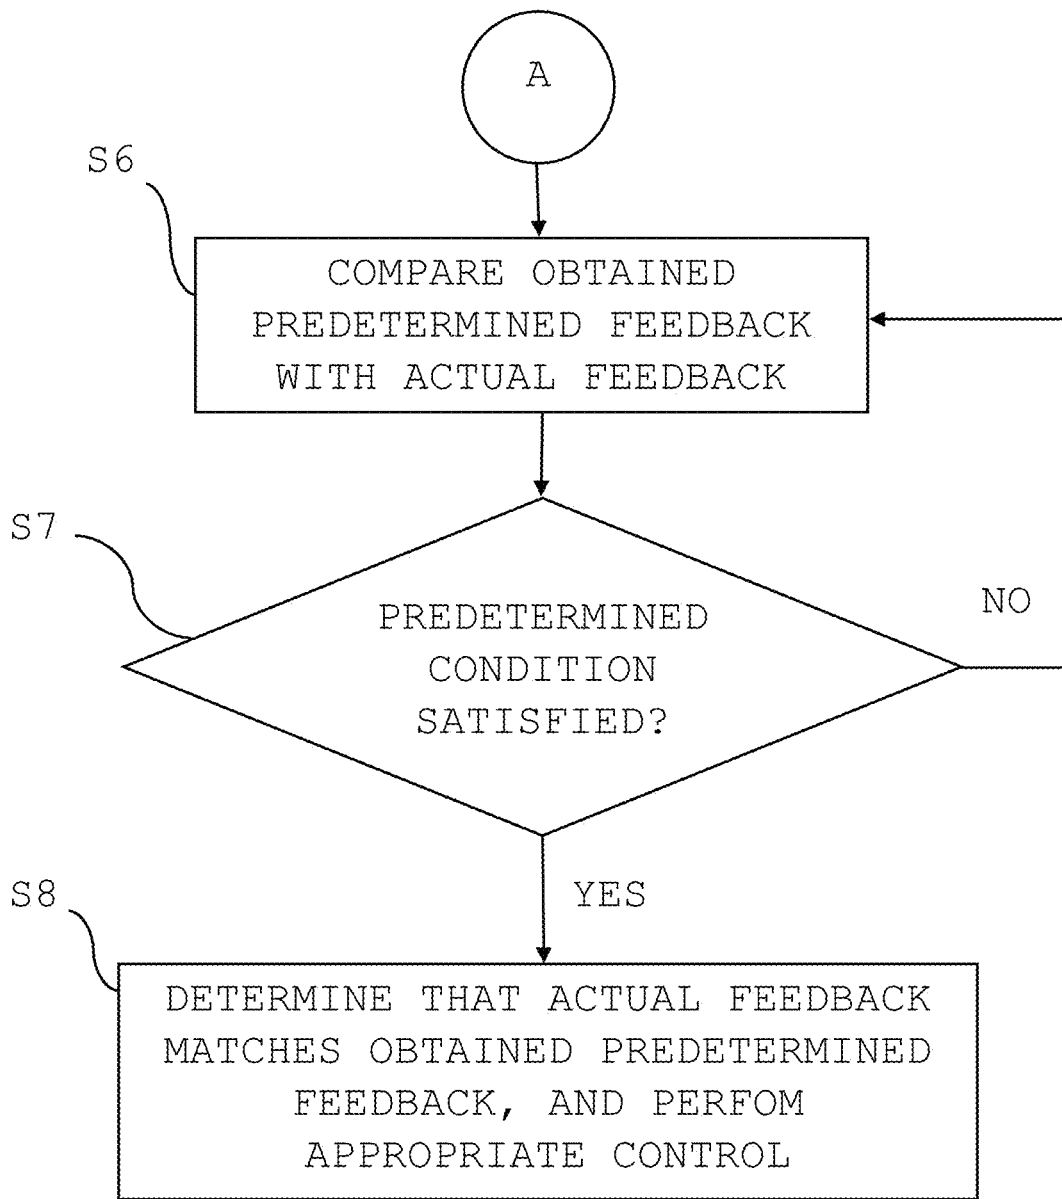 A
S6
COMPARE OBTAINED
PREDETERMINED FEEDBACK
WITH ACTUAL FEEDBACK
S7
PREDETERMINED
CONDITION
SATISFIED?
NO
YES
S8
DETERMINE THAT ACTUAL FEEDBACK
MATCHES OBTAINED PREDETERMINED
FEEDBACK, AND PERFOM
APPROPRIATE CONTROL